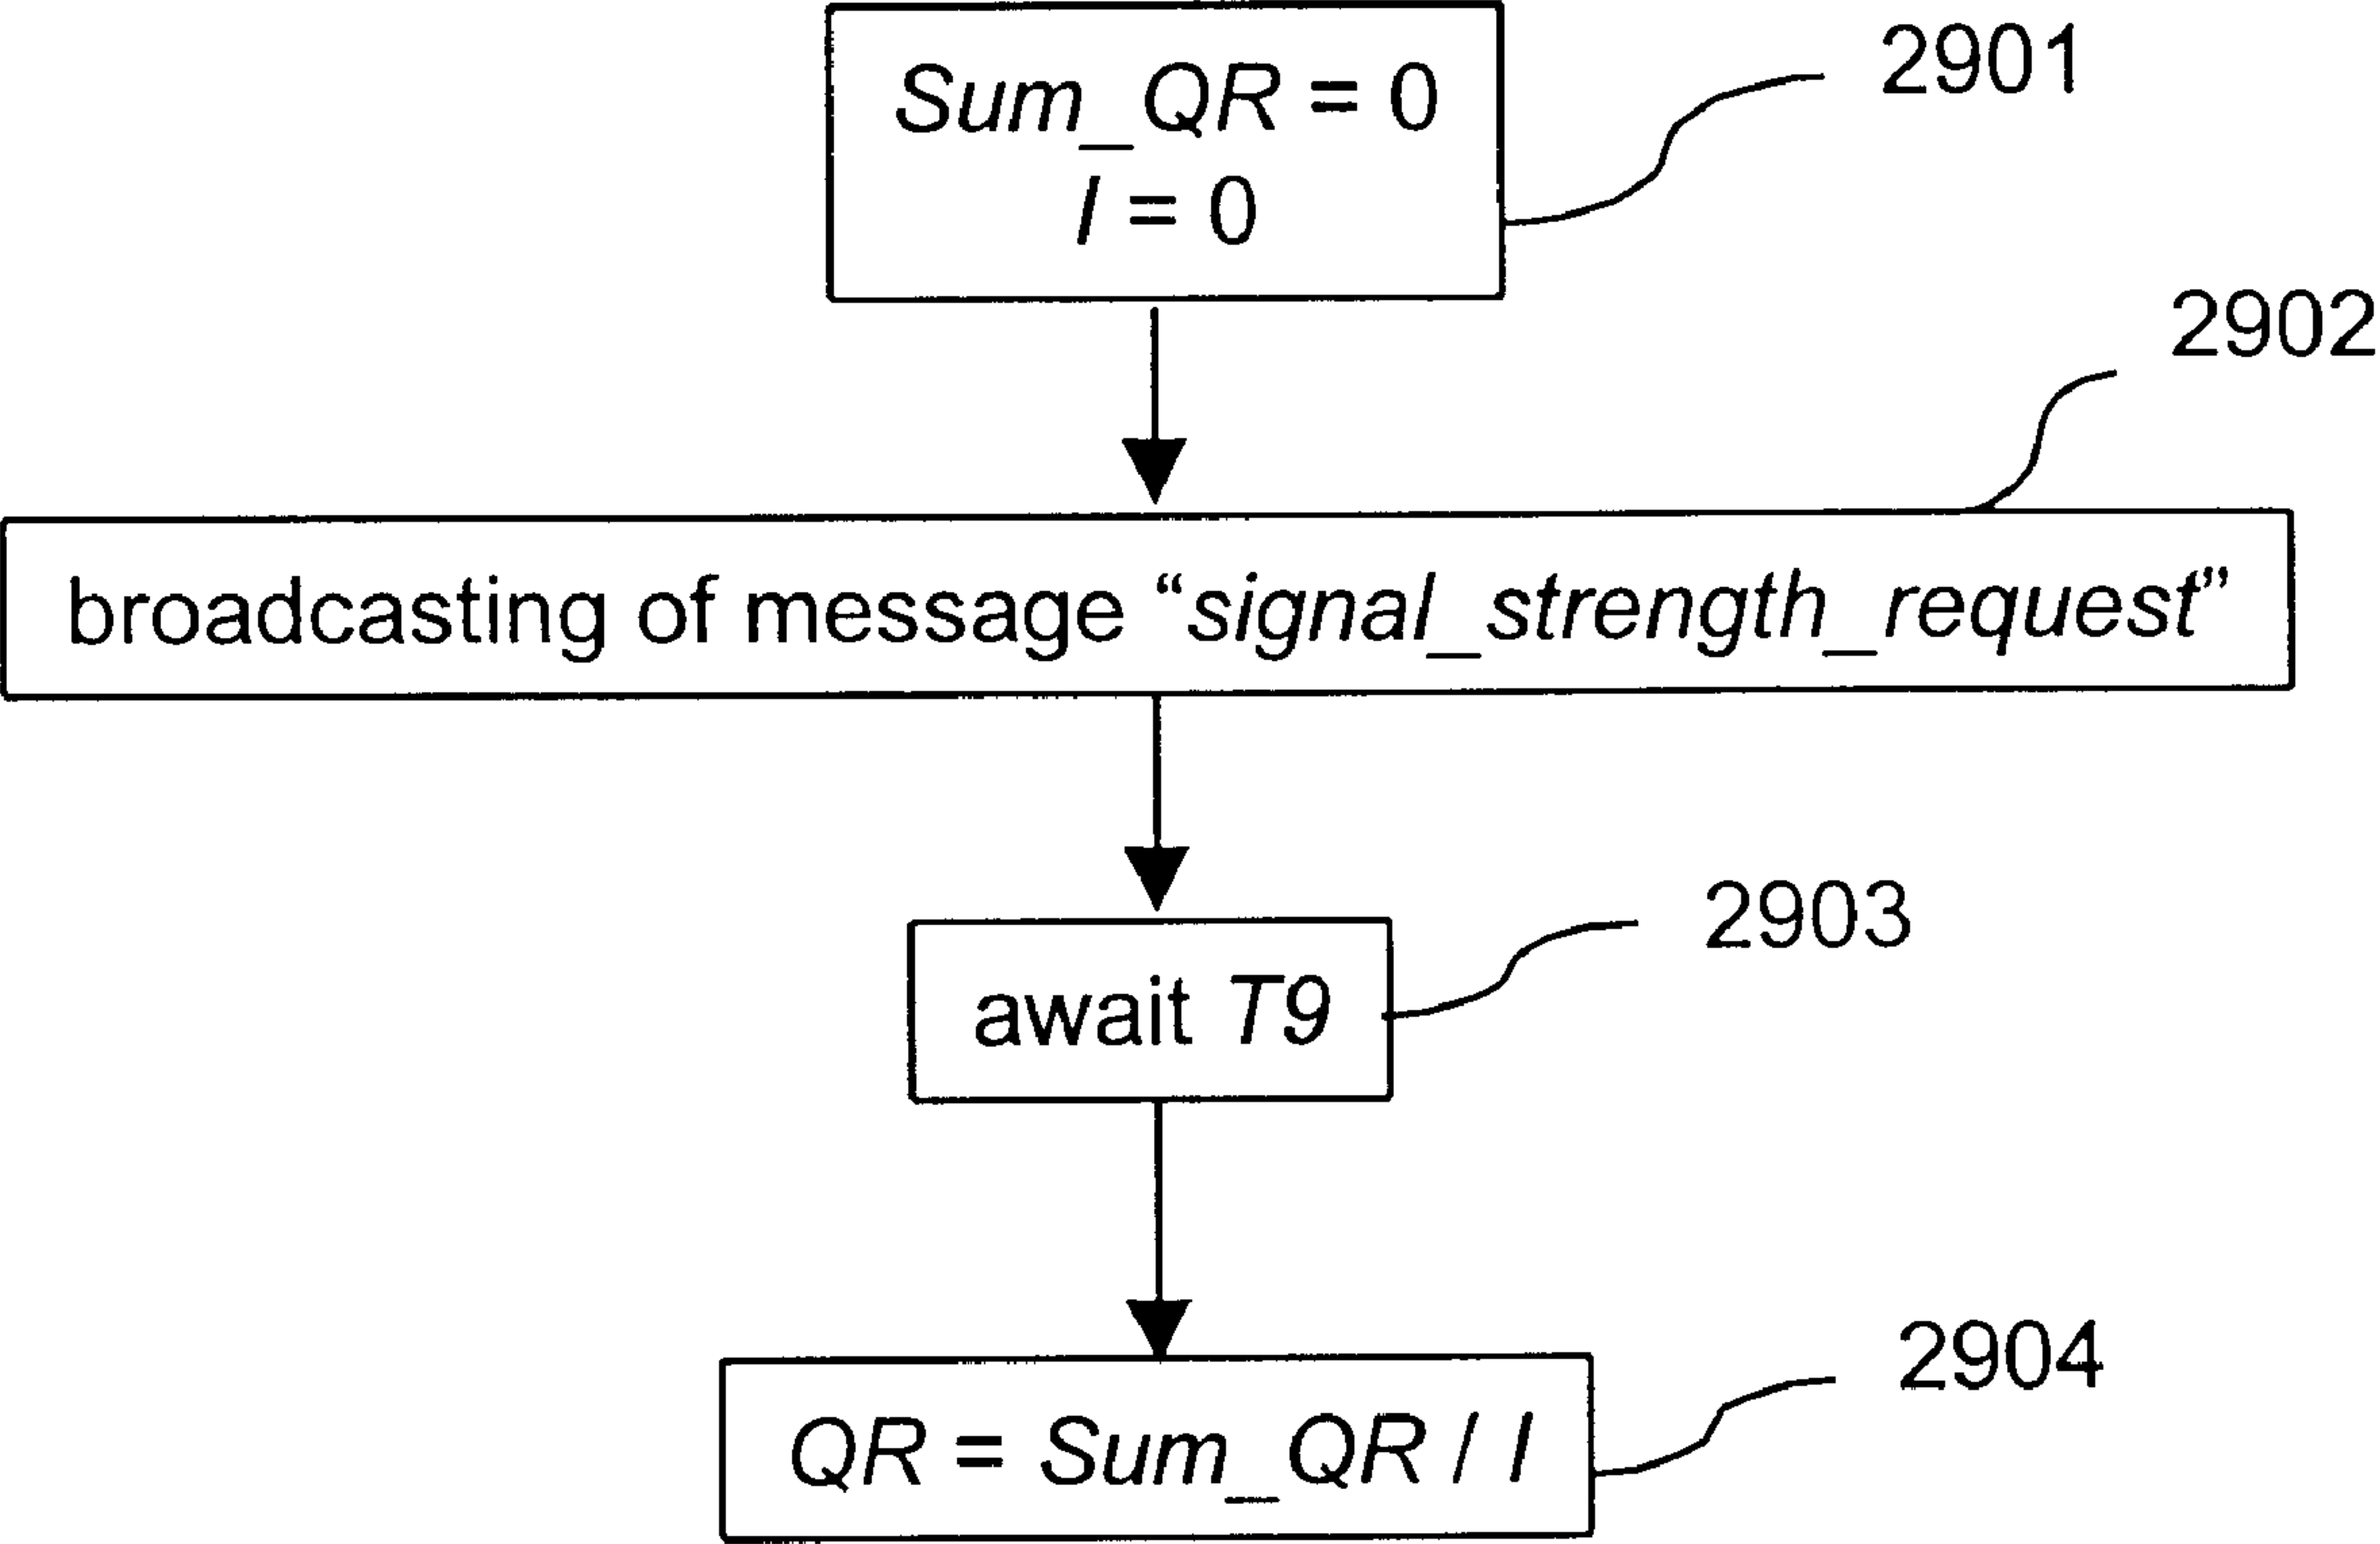 Sum_QR = 0
I = 0
2901
2902
broadcasting of message “signal_strength_request”
2903
await T9
2904
QR = Sum_QR / I